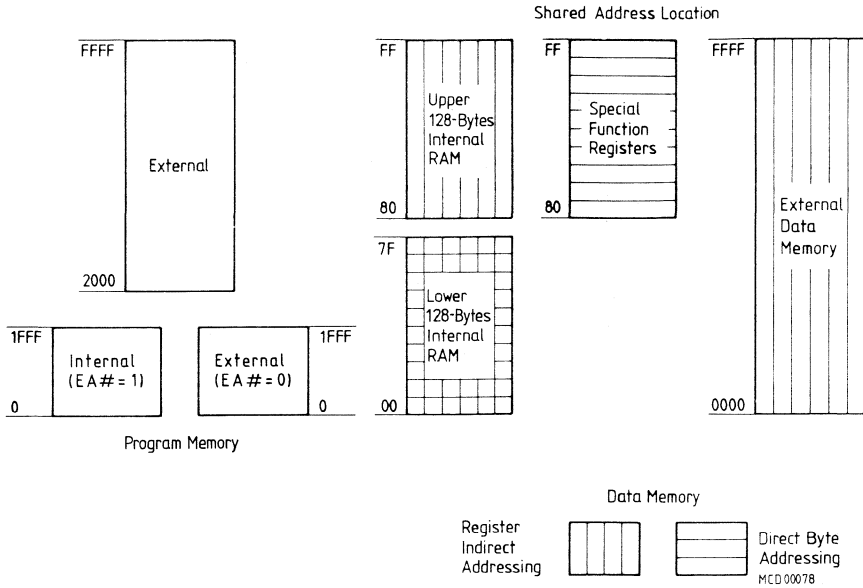 Shared Address Location
FFFF
External
2000
1FFF
Internal
(EA#=1)
0
External
(EA#=0)
1FFF
0
Program Memory
FF
Upper
128-Bytes
Internal
RAM
80
7F
Lower
128-Bytes
Internal
RAM
00
FF
Special
Function
Registers
80
FFFF
External
Data
Memory
0000
Data Memory
Register
Indirect
Addressing
Direct Byte
Addressing
MCD00078